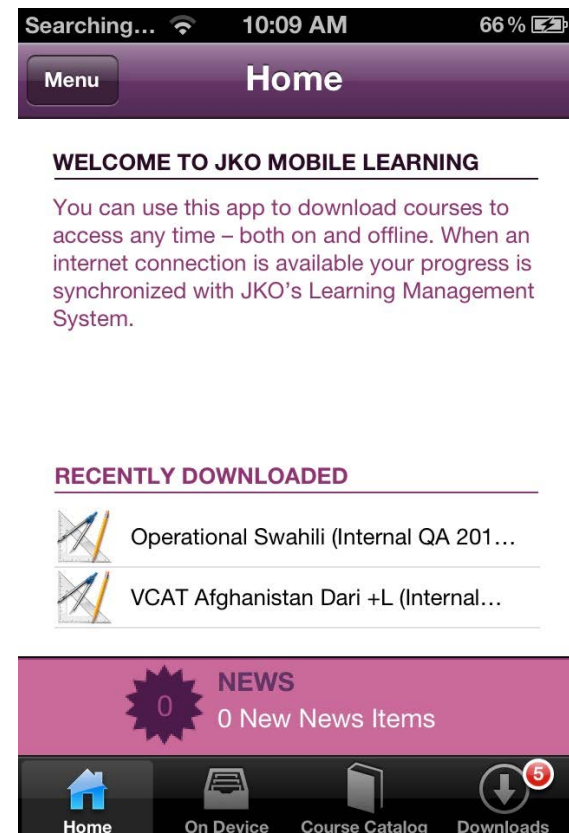 Searching... 10:09 AM 66%
Menu Home
WELCOME TO JKO MOBILE LEARNING
You can use this app to download courses to
access any time – both on and offline. When an
internet connection is available your progress is
synchronized with JKO's Learning Management
System.
RECENTLY DOWNLOADED
Operational Swahili (Internal QA 201...
VCAT Afghanistan Dari +L (Internal...
NEWS
0 0 New News Items
5
Home On Device Course Catalog Downloads